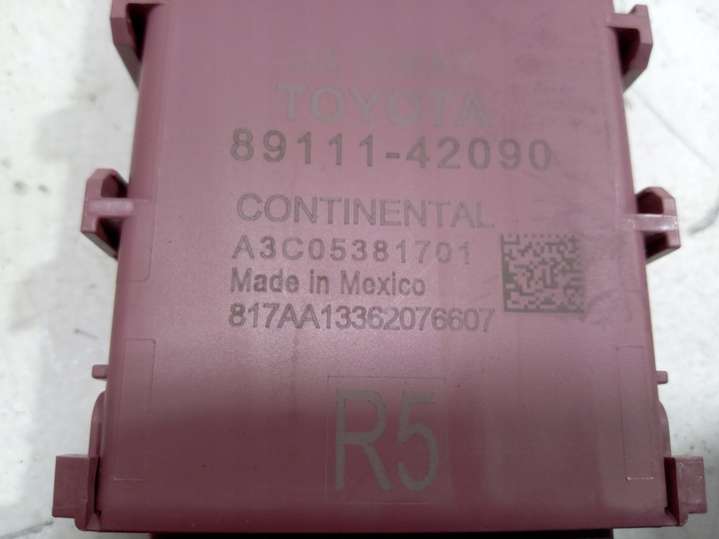 TOYOTA
89111-42090
CONTINENTAL
A3C05381701
Made in Mexico
817AA13362076607
R5